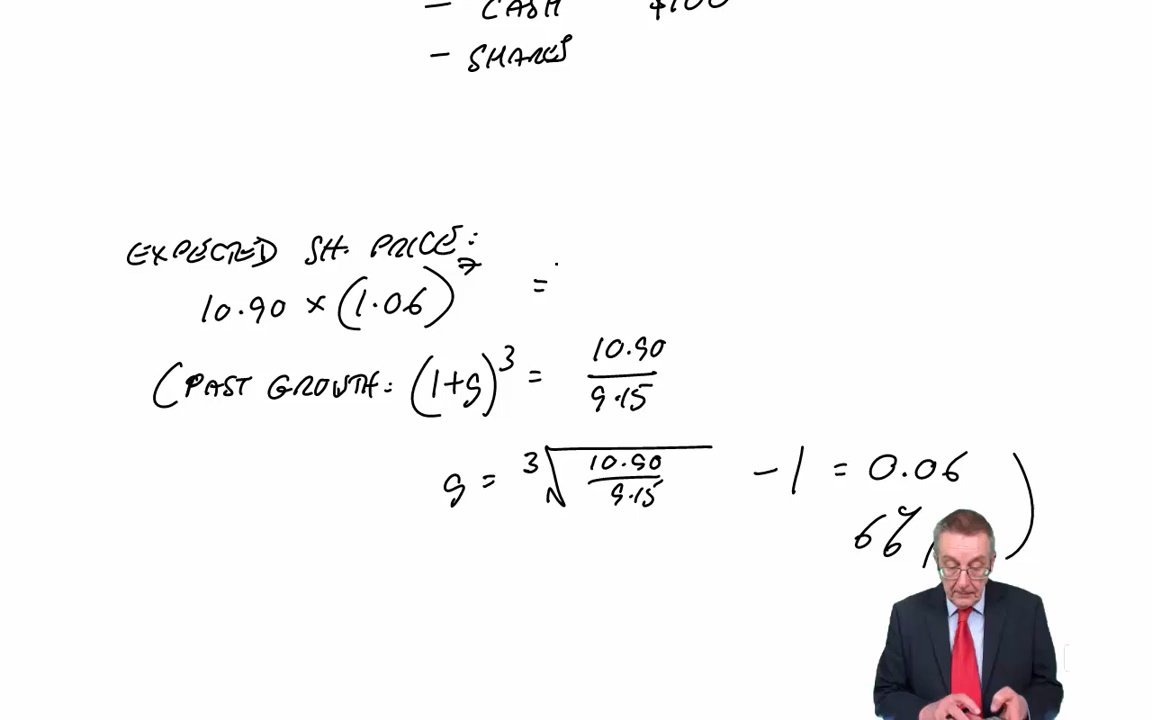 - CASH $100
- SHARES
EXPECTED SH. PRICE:
10.90 × (1.06)^7 =
(PAST GROWTH: (1+g)^3 = 10.90/9.15
g = ³√(10.90/9.15) - 1 = 0.06
6%)